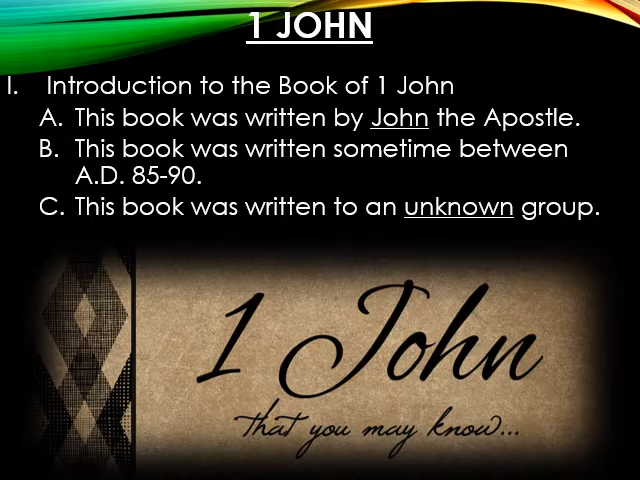 1 JOHN
I. Introduction to the Book of 1 John
A. This book was written by John the Apostle.
B. This book was written sometime between
A.D. 85-90.
C. This book was written to an unknown group.
1 John
that you may know...